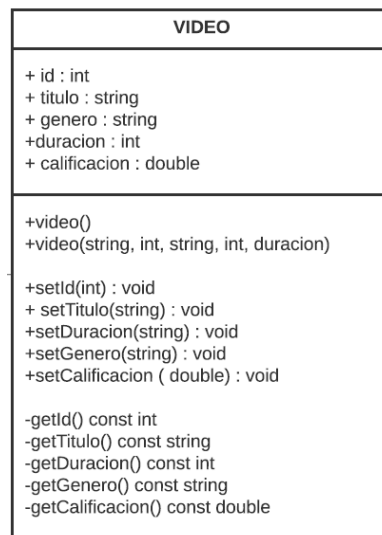 VIDEO
+ id : int
+ titulo : string
+ genero : string
+duracion : int
+ calificacion : double
+video()
+video(string, int, string, int, duracion)
+setId(int) : void
+ setTitulo(string) : void
+setDuracion(string) : void
+setGenero(string) : void
+setCalificacion ( double) : void
-getId() const int
-getTitulo() const string
-getDuracion() const int
-getGenero() const string
-getCalificacion() const double